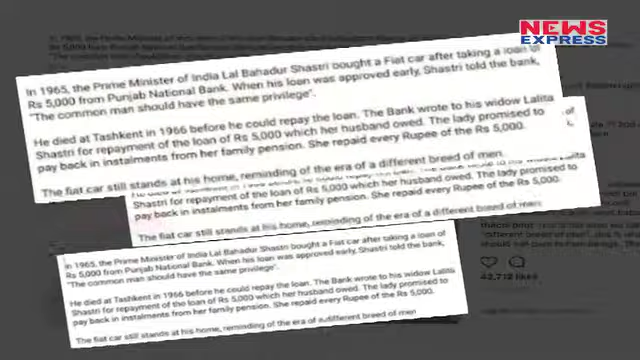 NEWS
EXPRESS
In 1965, the Prime Minister of India Lal Bahadur Shastri bought a Fiat car after taking a loan of
Rs 5,000 from Punjab National Bank. When his loan was approved early, Shastri told the bank,
"The common man should have the same privilege".
He died at Tashkent in 1966 before he could repay the loan. The Bank wrote to his widow Lalita
Shastri for repayment of the loan of Rs 5,000 which her husband owed. The lady promised to
pay back in instalments from her family pension. She repaid every Rupee of the Rs 5,000.
The fiat car still stands at his home, reminding of the era of a different breed of men.
Shastri for repayment of the loan of Rs 5,000 which her husband owed. The lady promised to
pay back in instalments from her family pension. She repaid every Rupee of the Rs 5,000.
The fiat car still stands at his home, reminding of the era of a different breed of men
In 1965, the Prime Minister of India Lal Bahadur Shastri bought a Fiat car after taking a loan of
Rs 5,000 from Punjab National Bank. When his loan was approved early, Shastri told the bank,
"The common man should have the same privilege".
He died at Tashkent in 1966 before he could repay the loan. The Bank wrote to his widow Lalita
Shastri for repayment of the loan of Rs 5,000 which her husband owed. The lady promised to
pay back in instalments from her family pension. She repaid every Rupee of the Rs 5,000.
The fiat car still stands at his home, reminding of the era of a different breed of men
42,712 likes